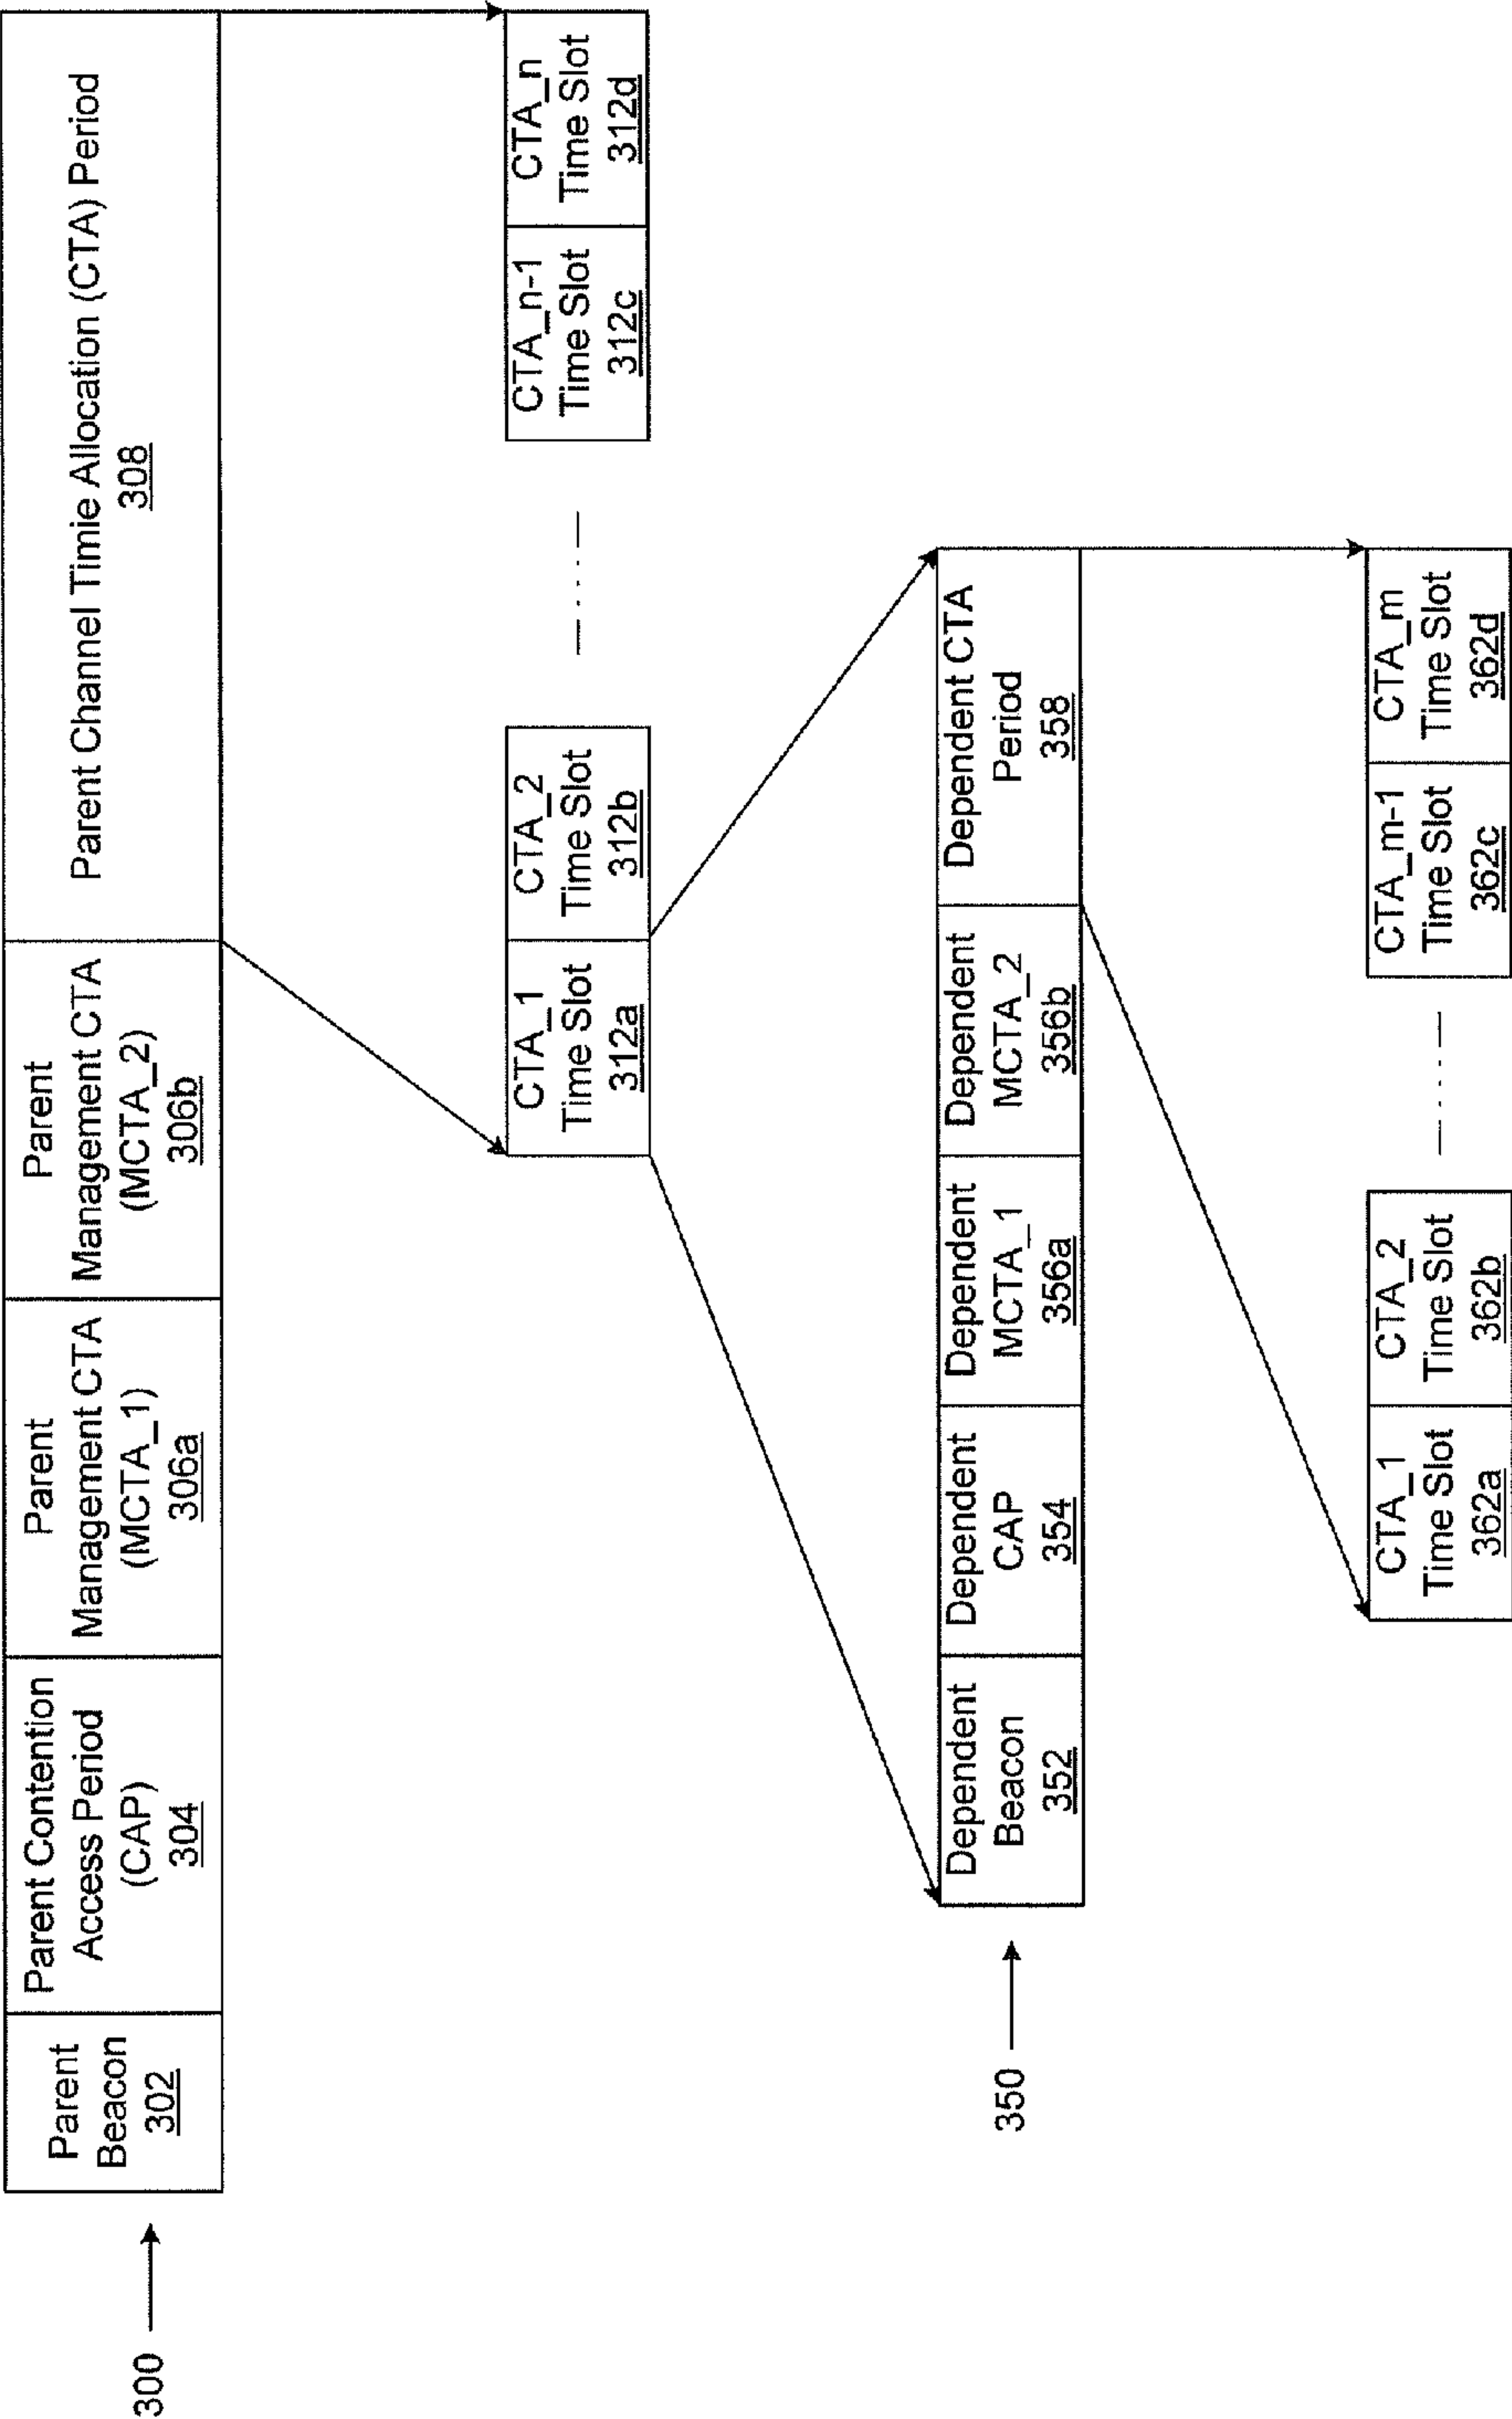 300
Parent
Beacon
302
Parent Contention
Access Period
(CAP)
304
Parent
Management CTA
(MCTA_1)
306a
Parent
Management CTA
(MCTA_2)
306b
Parent Channel Timie Allocation (CTA) Period
308
CTA_1
Time Slot
312a
CTA_2
Time Slot
312b
CTA_n-1
Time Slot
312c
CTA_n
Time Slot
312d
350
Dependent
Beacon
352
Dependent
CAP
354
Dependent
MCTA_1
356a
Dependent
MCTA_2
356b
Dependent CTA
Period
358
CTA_1
Time Slot
362a
CTA_2
Time Slot
362b
CTA_m-1
Time Slot
362c
CTA_m
Time Slot
362d